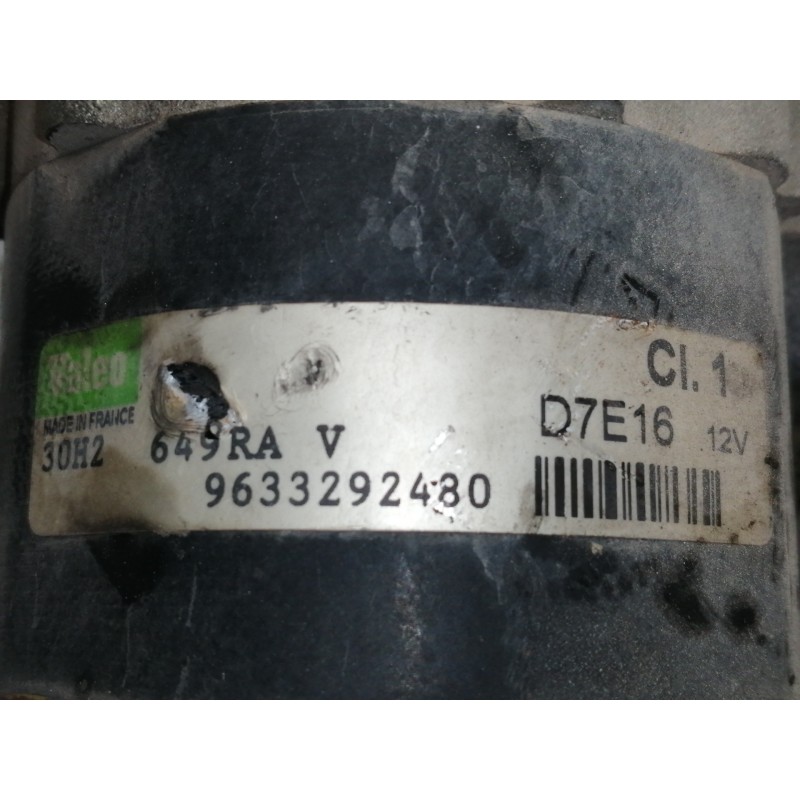 Valeo
MADE IN FRANCE
Cl. 1
D7E16 12V
30H2 649RA V
9633292480